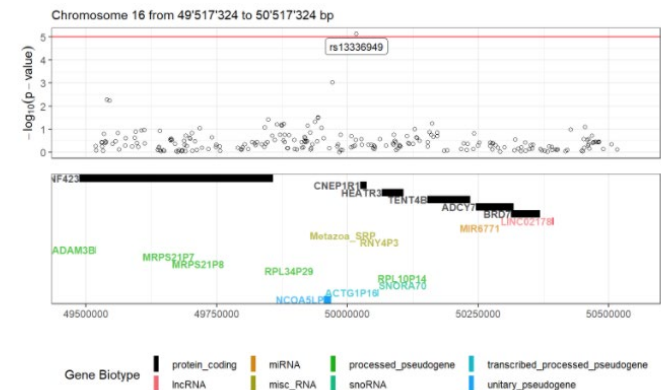 Chromosome 16 from 49'517'324 to 50'517'324 bp
−log10(p − value)
5
4
3
2
1
0
rs13336949
NF423
CNEP1R1
HEATR3
TENT4B
ADCY7
BRD7
LINC02178
MIR6771
Metazoa_SRP
RNY4P3
ADAM3B
MRPS21P7
MRPS21P8
RPL34P29
RPL10P14
SNORA70
ACTG1P16
NCOA5LP
49500000 49750000 50000000 50250000 50500000
Gene Biotype
protein_coding miRNA processed_pseudogene transcribed_processed_pseudogene
lncRNA misc_RNA snoRNA unitary_pseudogene